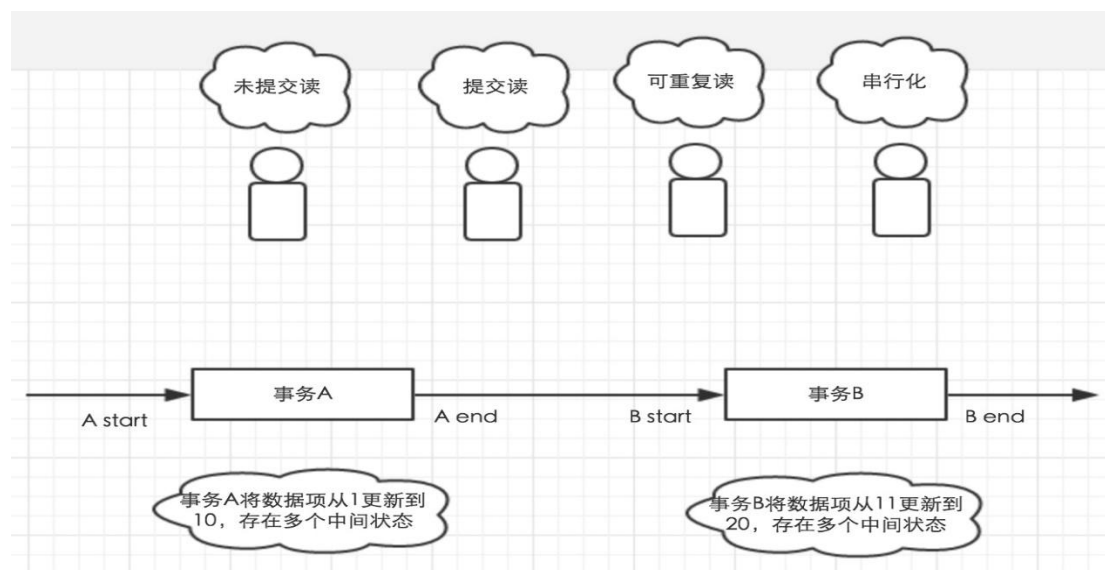 未提交读
提交读
可重复读
串行化
事务A
事务B
A start
A end
B start
B end
事务A将数据项从1更新到
10，存在多个中间状态
事务B将数据项从11更新到
20，存在多个中间状态